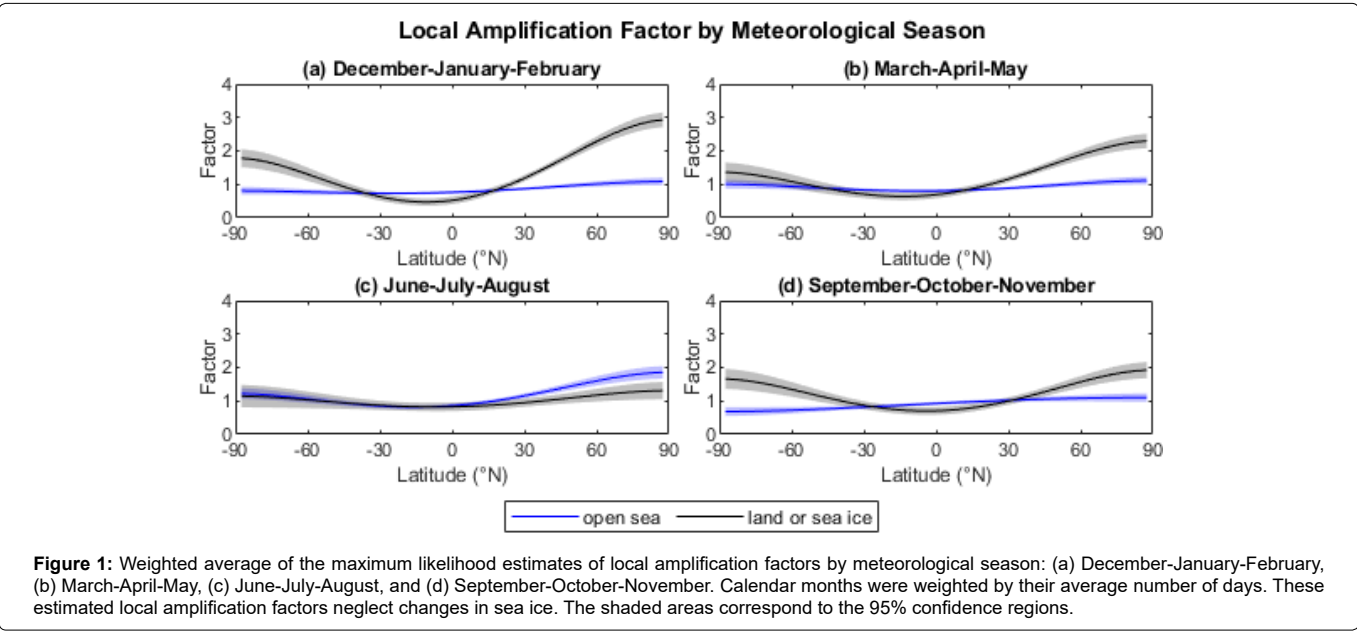 Local Amplification Factor by Meteorological Season
(a) December-January-February
(b) March-April-May
4
3
2
1
0
Factor
-90 -60 -30 0 30 60 90
Latitude (°N)
4
3
2
1
0
Factor
-90 -60 -30 0 30 60 90
Latitude (°N)
(c) June-July-August
(d) September-October-November
4
3
2
1
0
Factor
-90 -60 -30 0 30 60 90
Latitude (°N)
4
3
2
1
0
Factor
-90 -60 -30 0 30 60 90
Latitude (°N)
open sea
land or sea ice
Figure 1: Weighted average of the maximum likelihood estimates of local amplification factors by meteorological season: (a) December-January-February,
(b) March-April-May, (c) June-July-August, and (d) September-October-November. Calendar months were weighted by their average number of days. These
estimated local amplification factors neglect changes in sea ice. The shaded areas correspond to the 95% confidence regions.